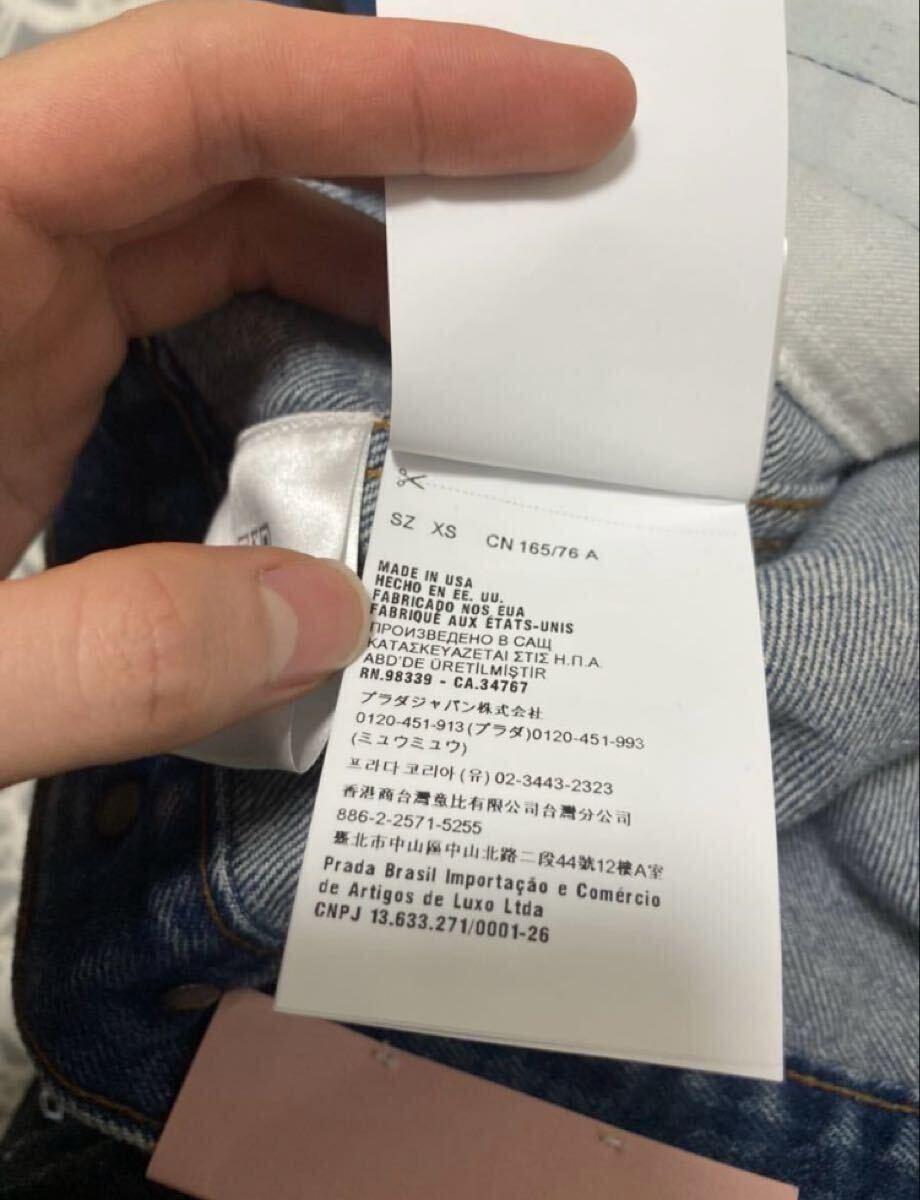 SZ XS CN 165/76 A
MADE IN USA
HECHO EN EE. UU.
FABRICADO NOS EUA
FABRIQUÉ AUX ÉTATS-UNIS
ПРОИЗВЕДЕНО В САЩ
ΚΑΤΑΣΚΕΥΑΖΕΤΑΙ ΣΤΙΣ Η.Π.Α.
ABD'DE ÜRETİLMİŞTİR
RN.98339 - CA.34767
プラダジャパン株式会社
0120-451-913(プラダ)0120-451-993
(ミュウミュウ)
프라다 코리아 (유) 02-3443-2323
香港商台灣童比有限公司台灣分公司
886-2-2571-5255
臺北市中山區中山北路二段44號12樓A室
Prada Brasil Importação e Comércio
de Artigos de Luxo Ltda
CNPJ 13.633.271/0001-26